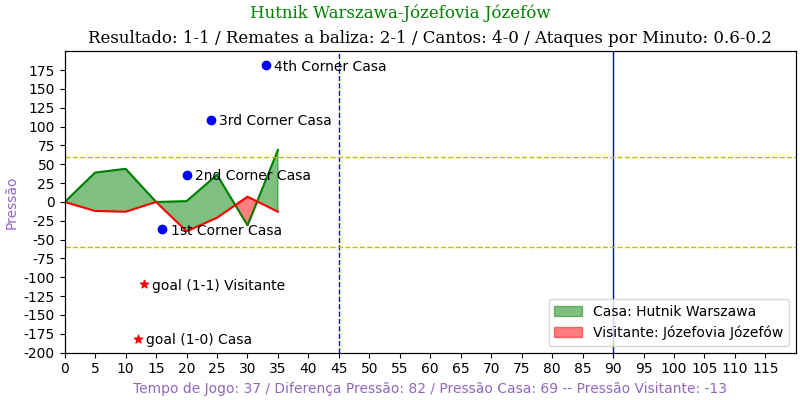 Hutnik Warszawa-Józefovia Józefów
Resultado: 1-1 / Remates a baliza: 2-1 / Cantos: 4-0 / Ataques por Minuto: 0.6-0.2
Pressão
175
150
125
100
75
50
25
0
-25
-50
-75
-100
-125
-150
-175
-200
4th Corner Casa
3rd Corner Casa
2nd Corner Casa
1st Corner Casa
goal (1-1) Visitante
goal (1-0) Casa
Casa: Hutnik Warszawa
Visitante: Józefovia Józefów
0 5 10 15 20 25 30 35 40 45 50 55 60 65 70 75 80 85 90 95 100 105 110 115
Tempo de Jogo: 37 / Diferença Pressão: 82 / Pressão Casa: 69 -- Pressão Visitante: -13